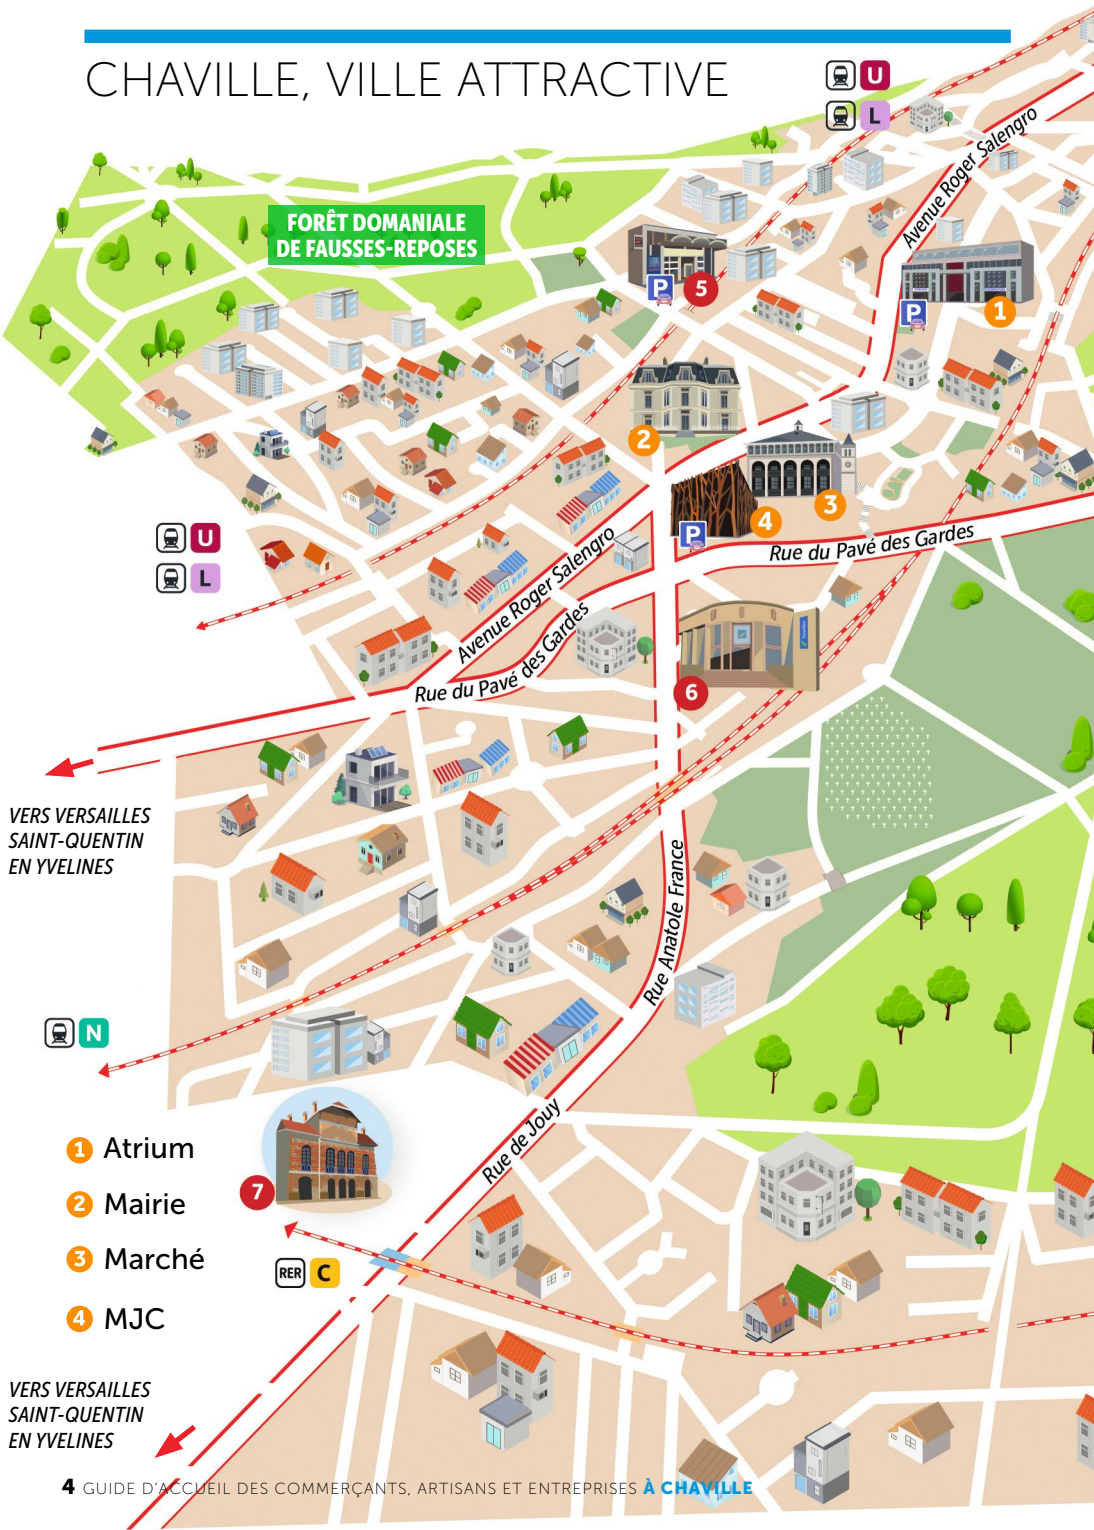 CHAVILLE, VILLE ATTRACTIVE
U
L
Avenue Roger Salengro
FORÊT DOMANIALE
DE FAUSSES-REPOSES
5
P
1
P
2
3
4
P
U
L
Rue du Pavé des Gardes
Avenue Roger Salengro
Rue du Pavé des Gardes
6
VERS VERSAILLES
SAINT-QUENTIN
EN YVELINES
Rue Anatole France
N
Rue de Jouy
7
RER C
1 Atrium
2 Mairie
3 Marché
4 MJC
VERS VERSAILLES
SAINT-QUENTIN
EN YVELINES
4 GUIDE D'ACCUEIL DES COMMERÇANTS, ARTISANS ET ENTREPRISES À CHAVILLE